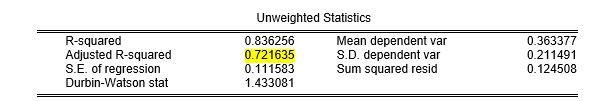 Unweighted Statistics
R-squared 0.836256 Mean dependent var 0.363377
Adjusted R-squared 0.721635 S.D. dependent var 0.211491
S.E. of regression 0.111583 Sum squared resid 0.124508
Durbin-Watson stat 1.433081